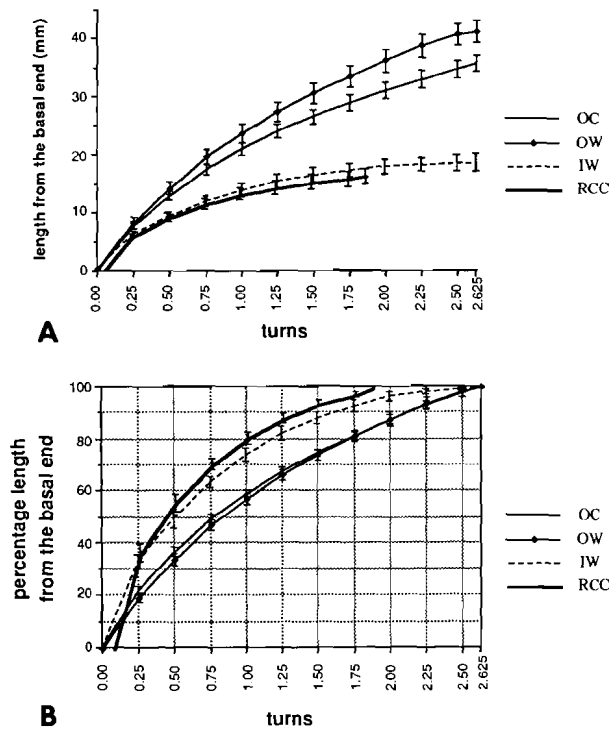 40
30
20
10
0
length from the basal end (mm)
0.00
0.25
0.50
0.75
1.00
1.25
1.50
1.75
2.00
2.25
2.50
2.625
turns
A
OC
OW
IW
RCC
100
80
60
40
20
0
percentage length
from the basal end
0.00
0.25
0.50
0.75
1.00
1.25
1.50
1.75
2.00
2.25
2.50
2.625
turns
B
OC
OW
IW
RCC